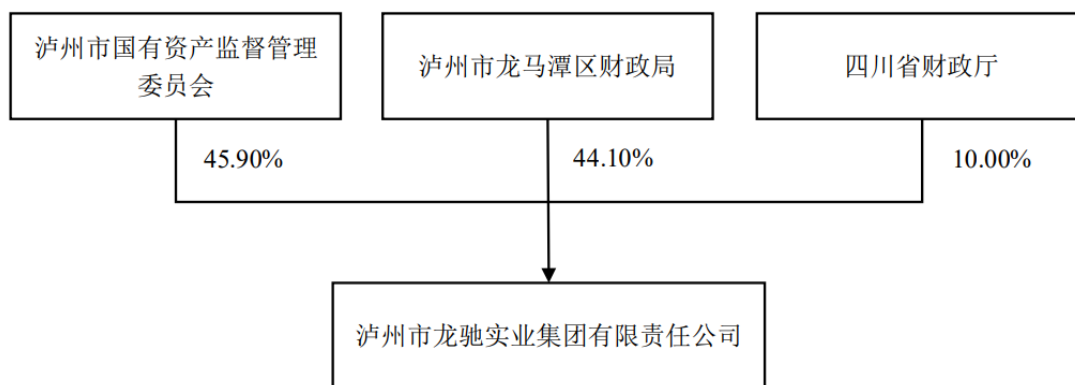 泸州市国有资产监督管理
委员会
泸州市龙马潭区财政局
四川省财政厅
45.90%
44.10%
10.00%
泸州市龙驰实业集团有限责任公司